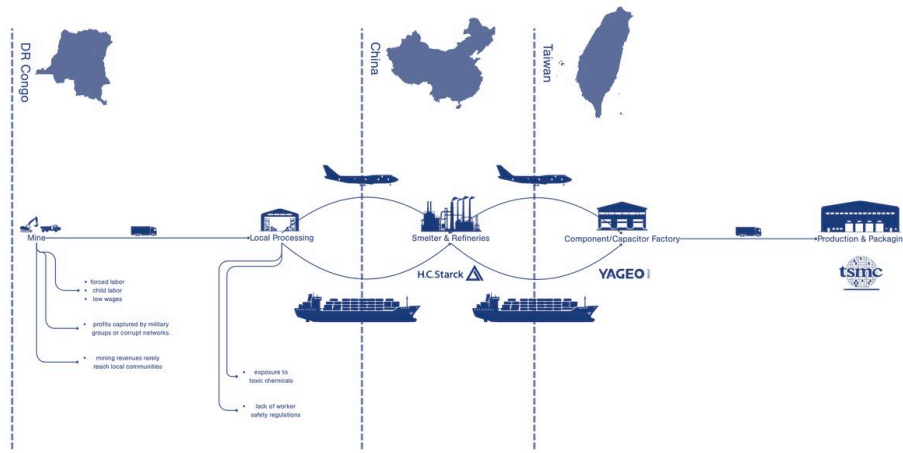 DR Congo
China
Taiwan
Mine
Local Processing
Smelter & Refineries
Component/Capacitor Factory
Production & Packagin
H.C.Starck
YAGEO
tsmc
• forced labor
• child labor
• low wages
• profits captured by military
groups or corrupt networks.
• mining revenues rarely
reach local communities
• exposure to
toxic chemicals
• lack of worker
safety regulations